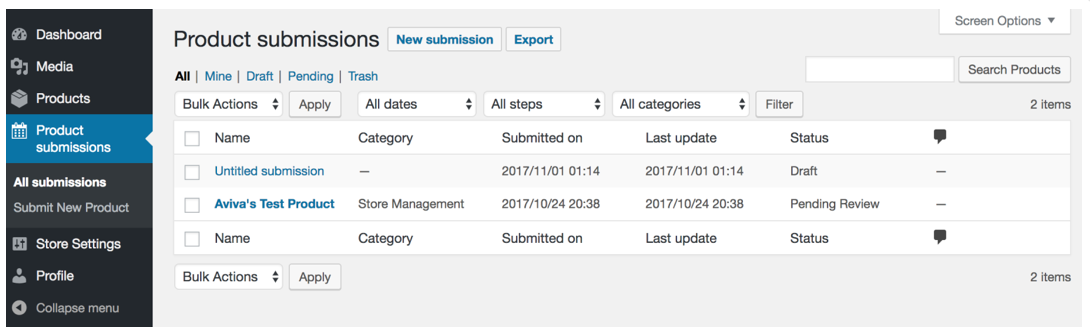 Screen Options ▼
Dashboard
Media
Products
Product
submissions
All submissions
Submit New Product
Store Settings
Profile
Collapse menu
Product submissions New submission Export
All | Mine | Draft | Pending | Trash
Search Products
Bulk Actions Apply All dates All steps All categories Filter 2 items
Name Category Submitted on Last update Status
Untitled submission — 2017/11/01 01:14 2017/11/01 01:14 Draft —
Aviva's Test Product Store Management 2017/10/24 20:38 2017/10/24 20:38 Pending Review —
Name Category Submitted on Last update Status
Bulk Actions Apply 2 items